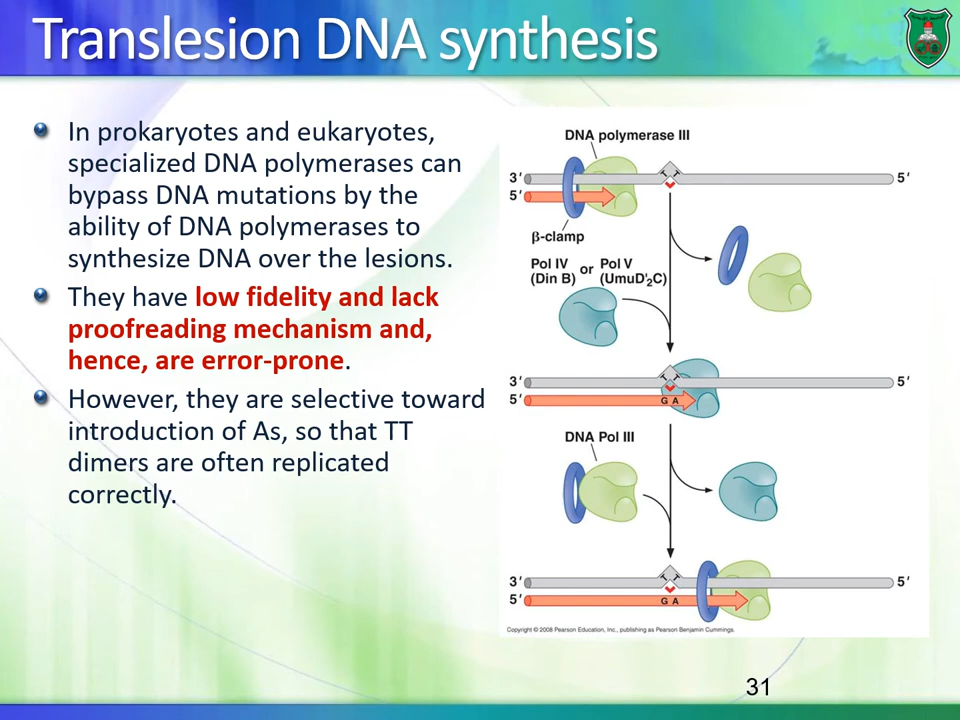 Translesion DNA synthesis
In prokaryotes and eukaryotes,
specialized DNA polymerases can
bypass DNA mutations by the
ability of DNA polymerases to
synthesize DNA over the lesions.
They have low fidelity and lack
proofreading mechanism and,
hence, are error-prone.
However, they are selective toward
introduction of As, so that TT
dimers are often replicated
correctly.
DNA polymerase III
3′ 5′
5′
β-clamp
Pol IV or Pol V
(Din B) (UmuD′₂C)
3′ 5′
5′ G A
DNA Pol III
3′ 5′
5′ G A
Copyright © 2008 Pearson Education, Inc., publishing as Pearson Benjamin Cummings.
31